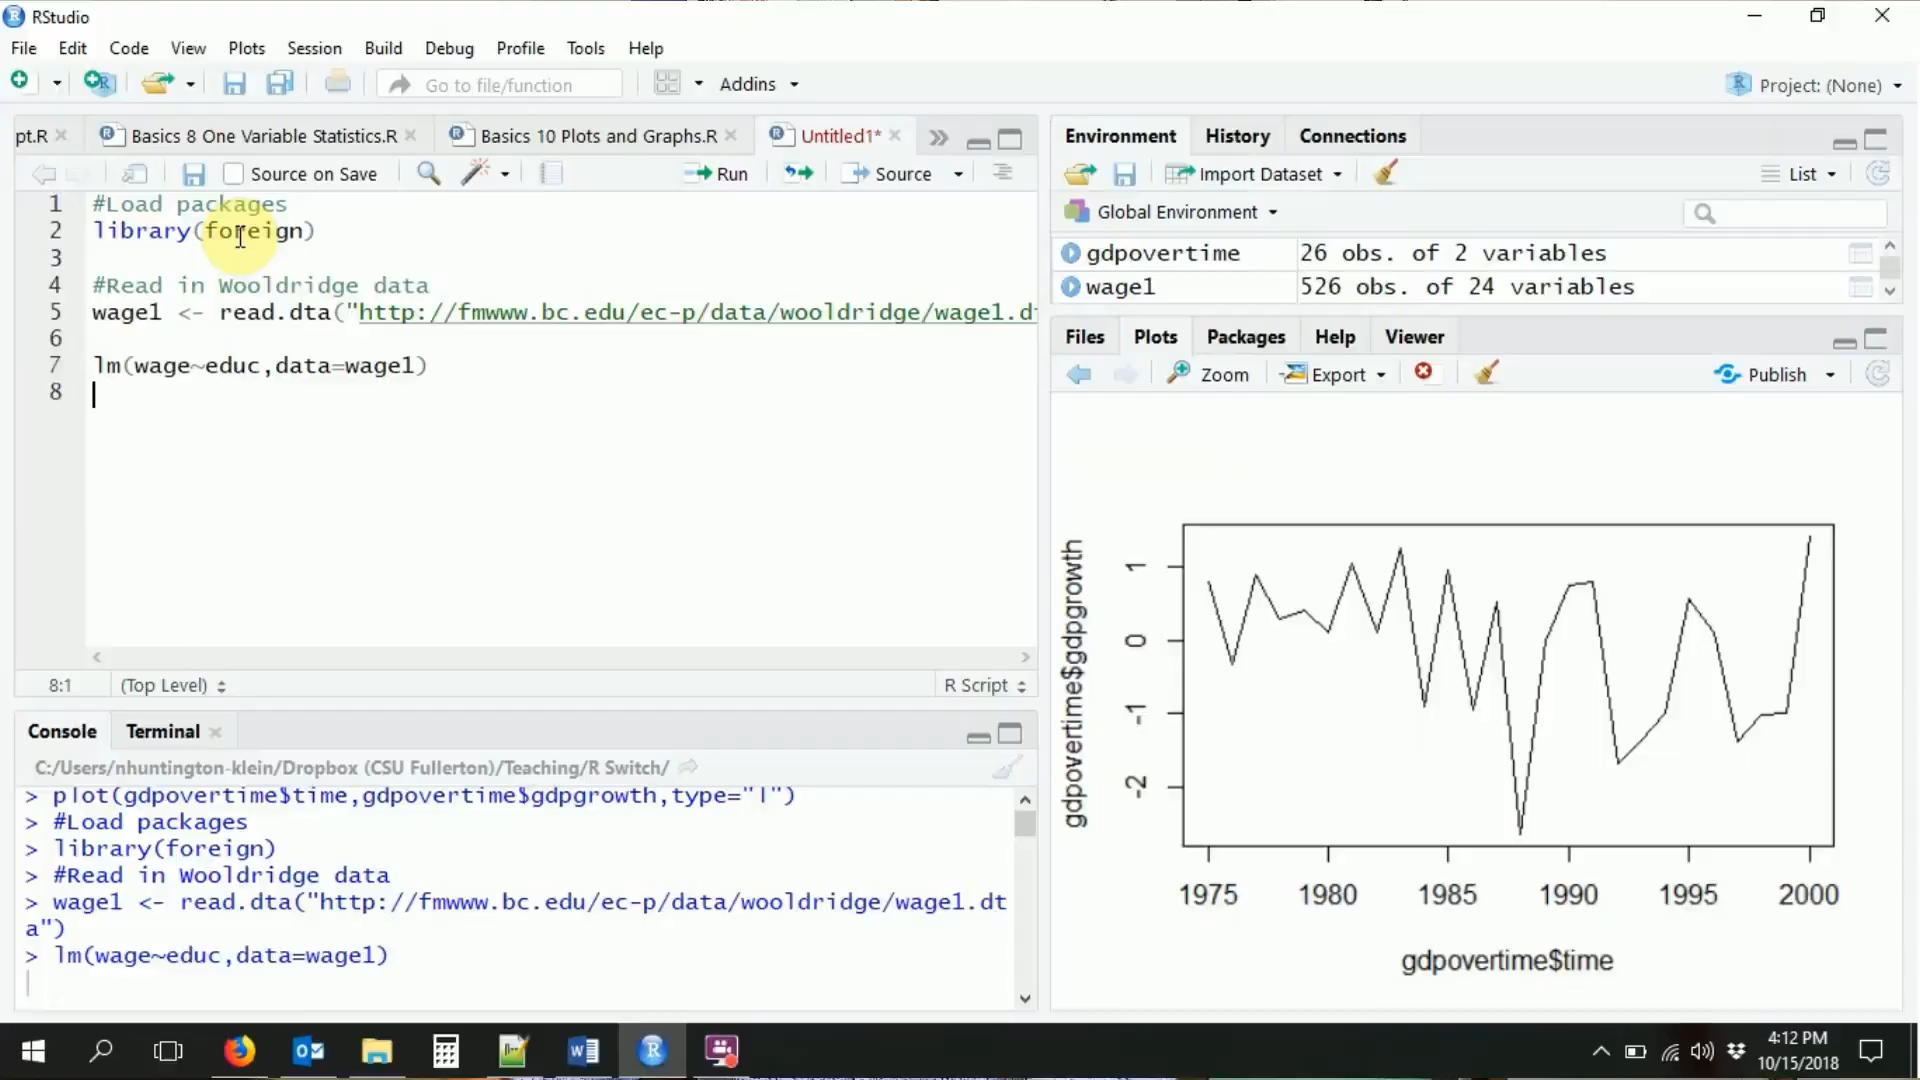 RStudio
File Edit Code View Plots Session Build Debug Profile Tools Help
Go to file/function Addins Project: (None)
pt.R Basics 8 One Variable Statistics.R Basics 10 Plots and Graphs.R Untitled1*
Source on Save Run Source
1 #Load packages
2 library(foreign)
3
4 #Read in Wooldridge data
5 wage1 <- read.dta("http://fmwww.bc.edu/ec-p/data/wooldridge/wage1.dt
6
7 lm(wage~educ,data=wage1)
8
8:1 (Top Level) R Script
Console Terminal
C:/Users/nhuntington-klein/Dropbox (CSU Fullerton)/Teaching/R Switch/
> plot(gdpovertime$time,gdpovertime$gdpgrowth,type="l")
> #Load packages
> library(foreign)
> #Read in Wooldridge data
> wage1 <- read.dta("http://fmwww.bc.edu/ec-p/data/wooldridge/wage1.dt
a")
> lm(wage~educ,data=wage1)
Environment History Connections
Import Dataset List
Global Environment
gdpovertime 26 obs. of 2 variables
wage1 526 obs. of 24 variables
Files Plots Packages Help Viewer
Zoom Export Publish
gdpovertime$gdpgrowth
1
0
-1
-2
1975 1980 1985 1990 1995 2000
gdpovertime$time
4:12 PM
10/15/2018